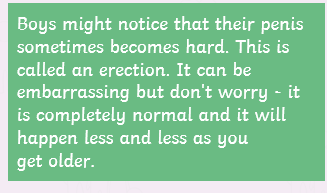 Boys might notice that their penis
sometimes becomes hard. This is
called an erection. It can be
embarrassing but don't worry - it
is completely normal and it will
happen less and less as you
get older.